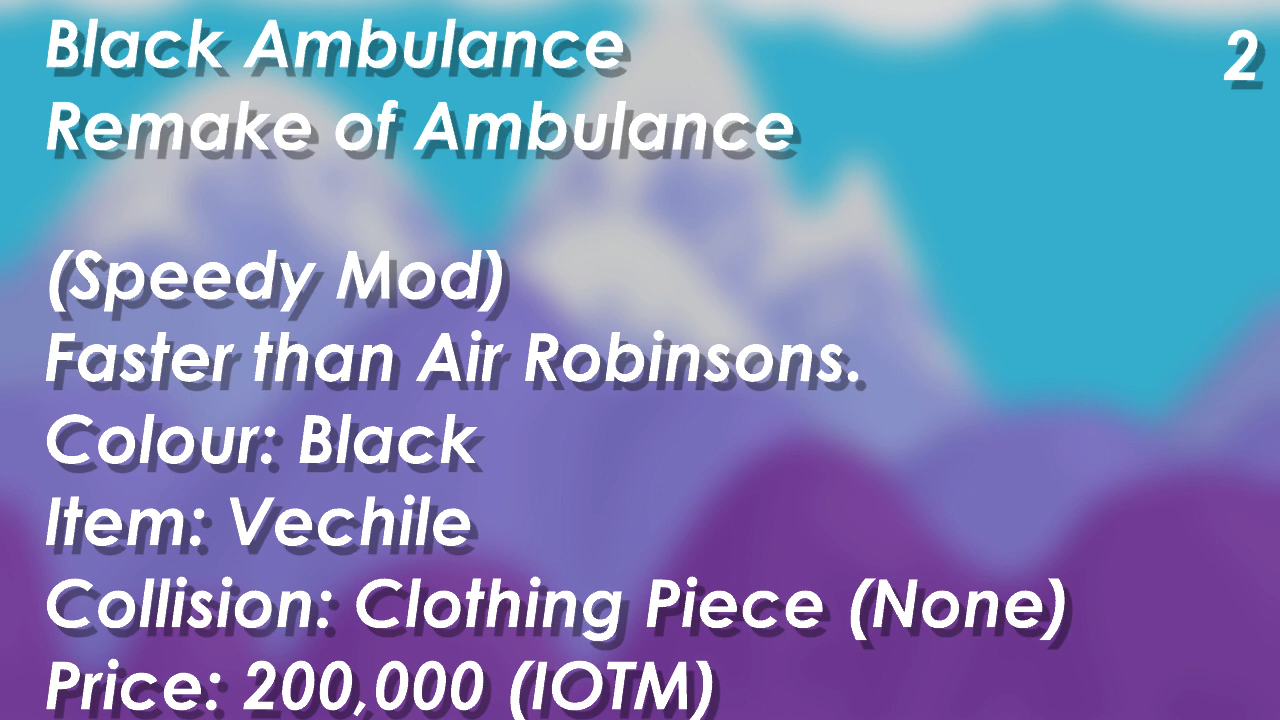 Black Ambulance
2
Remake of Ambulance
(Speedy Mod)
Faster than Air Robinsons.
Colour: Black
Item: Vechile
Collision: Clothing Piece (None)
Price: 200,000 (IOTM)